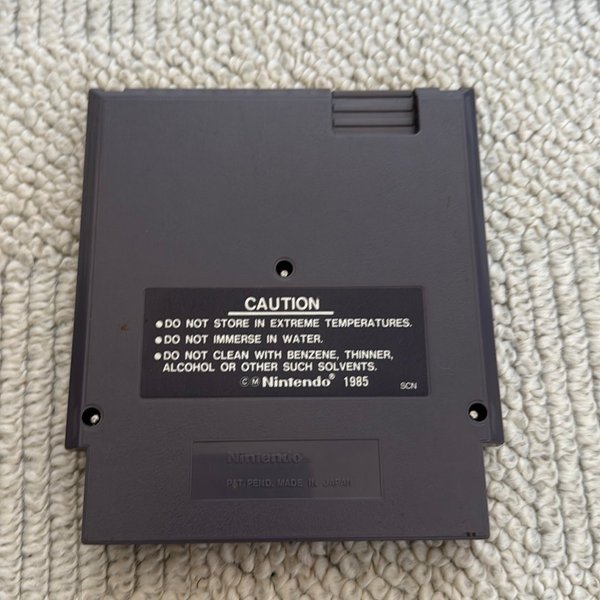 CAUTION
•DO NOT STORE IN EXTREME TEMPERATURES.
•DO NOT IMMERSE IN WATER.
•DO NOT CLEAN WITH BENZENE, THINNER,
ALCOHOL OR OTHER SUCH SOLVENTS.
ⒸⓂ Nintendo® 1985 SCN
Nintendo
PAT. PEND. MADE IN JAPAN